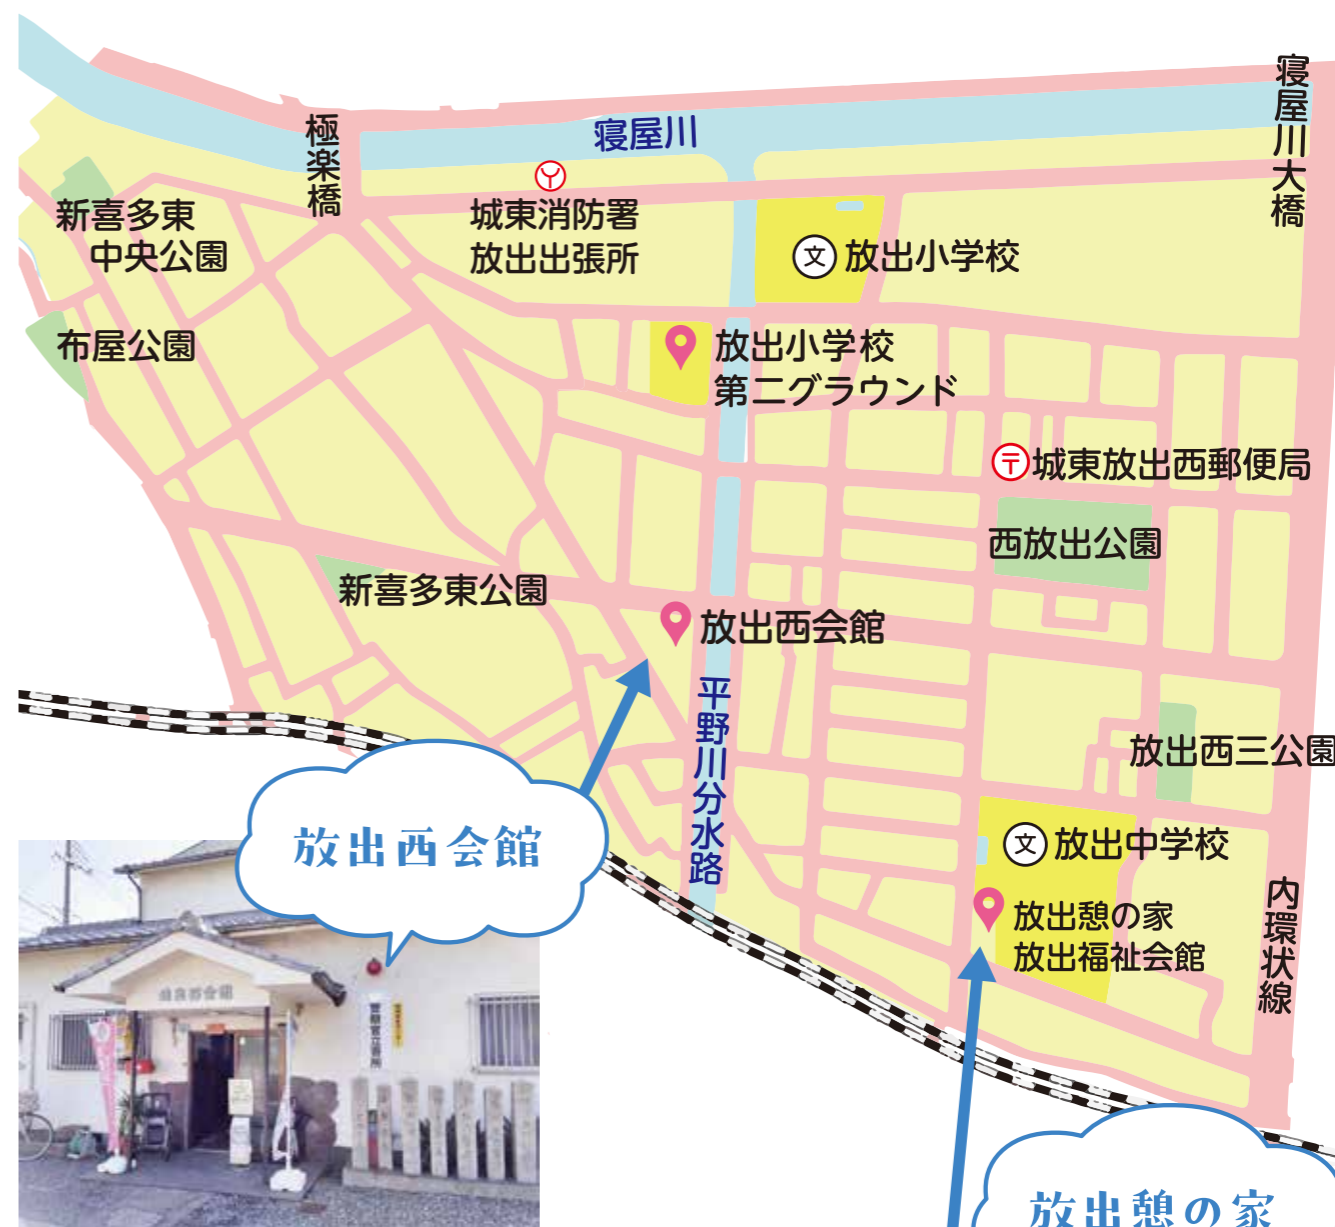 極楽橋
寝屋川
寝屋川大橋
新喜多東
中央公園
城東消防署
放出出張所
文
放出小学校
布屋公園
放出小学校
第二グラウンド
〒
城東放出西郵便局
西放出公園
新喜多東公園
放出西会館
平野川分水路
放出西三公園
放出西会館
文
放出中学校
放出憩の家
放出福祉会館
内環状線
放出憩の家